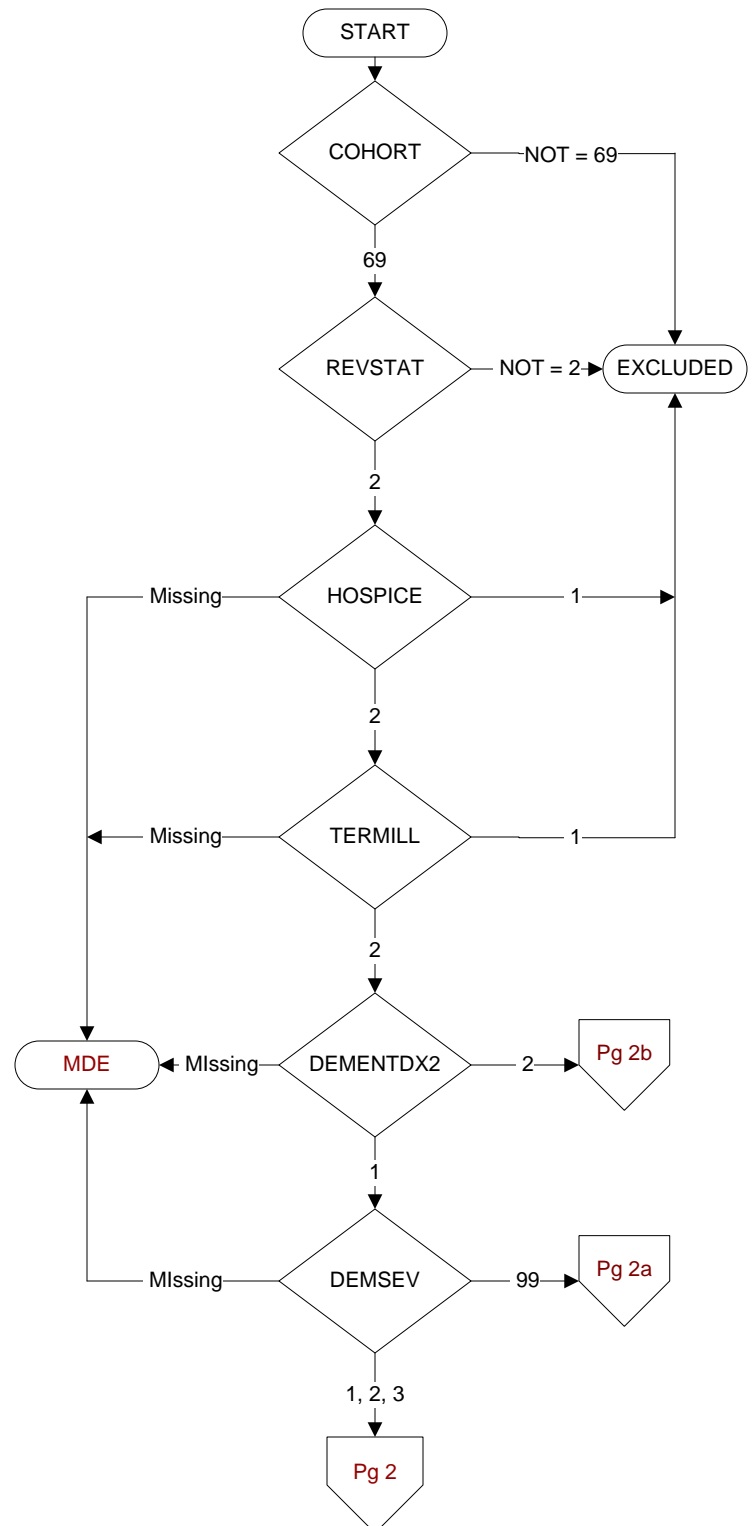 START
COHORT
NOT = 69
69
REVSTAT
NOT = 2
EXCLUDED
2
Missing
HOSPICE
1
2
Missing
TERMILL
1
2
MDE
MIssing
DEMENTDX2
2
Pg 2b
1
MIssing
DEMSEV
99
Pg 2a
1, 2, 3
Pg 2